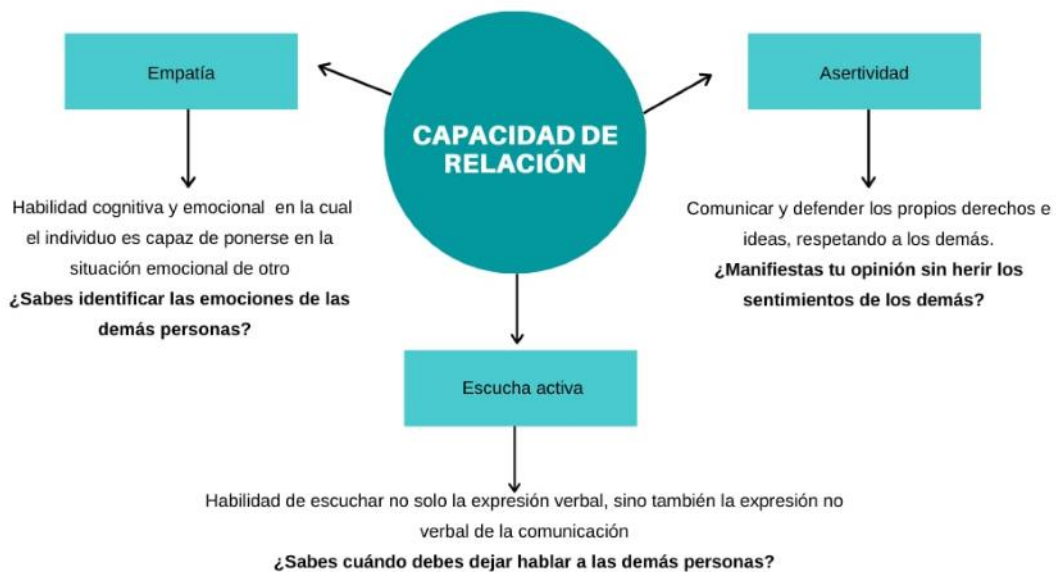 CAPACIDAD DE
RELACIÓN
Empatía
Habilidad cognitiva y emocional en la cual
el individuo es capaz de ponerse en la
situación emocional de otro
¿Sabes identificar las emociones de las
demás personas?
Asertividad
Comunicar y defender los propios derechos e
ideas, respetando a los demás.
¿Manifiestas tu opinión sin herir los
sentimientos de los demás?
Escucha activa
Habilidad de escuchar no solo la expresión verbal, sino también la expresión no
verbal de la comunicación
¿Sabes cuándo debes dejar hablar a las demás personas?